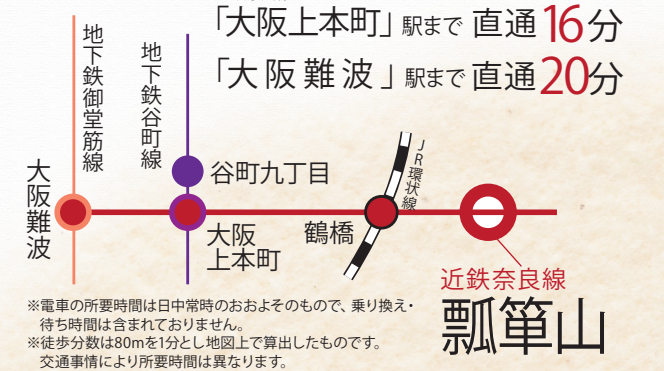 「大阪上本町」駅まで 直通16分
「大阪難波」駅まで 直通20分
地下鉄御堂筋線
地下鉄谷町線
JR環状線
大阪難波
谷町九丁目
大阪
上本町
鶴橋
近鉄奈良線
瓢箪山
※電車の所要時間は日中常時のおおよそのもので、乗り換え・
待ち時間は含まれておりません。
※徒歩分数は80mを1分とし地図上で算出したものです。
交通事情により所要時間は異なります。